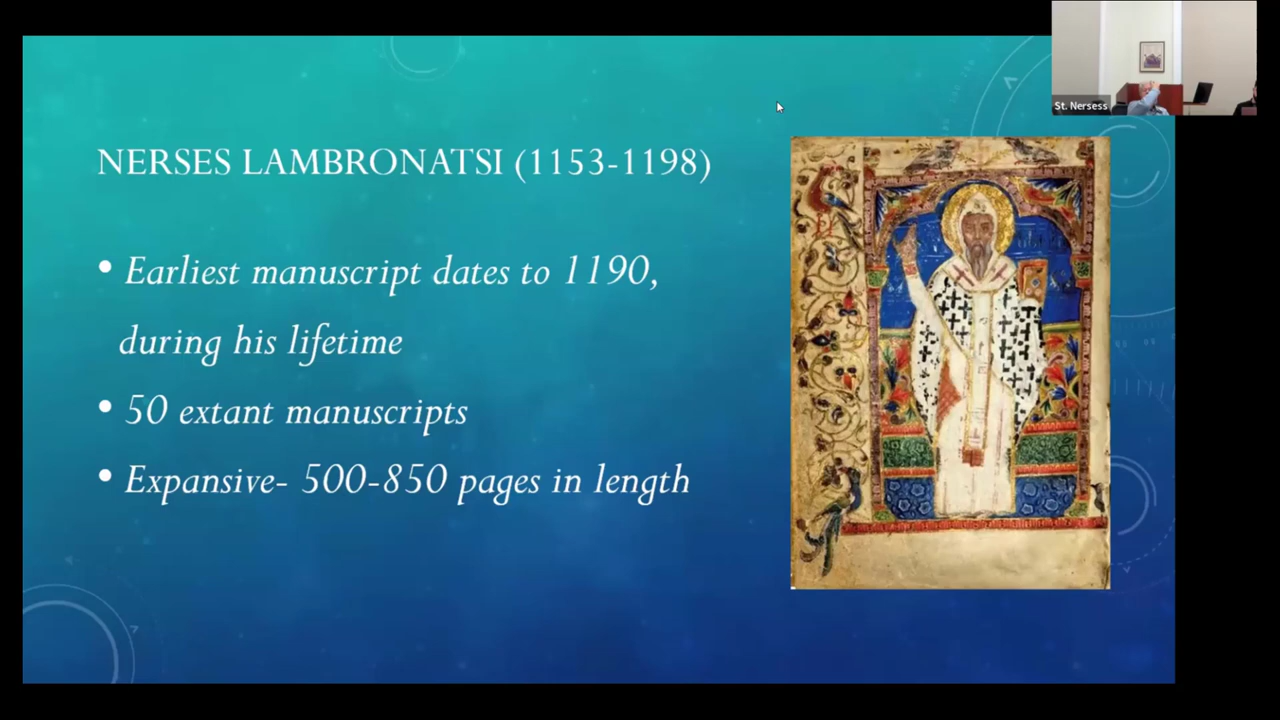 St. Nersess
NERSES LAMBRONATSI (1153-1198)
• Earliest manuscript dates to 1190,
during his lifetime
• 50 extant manuscripts
• Expansive- 500-850 pages in length